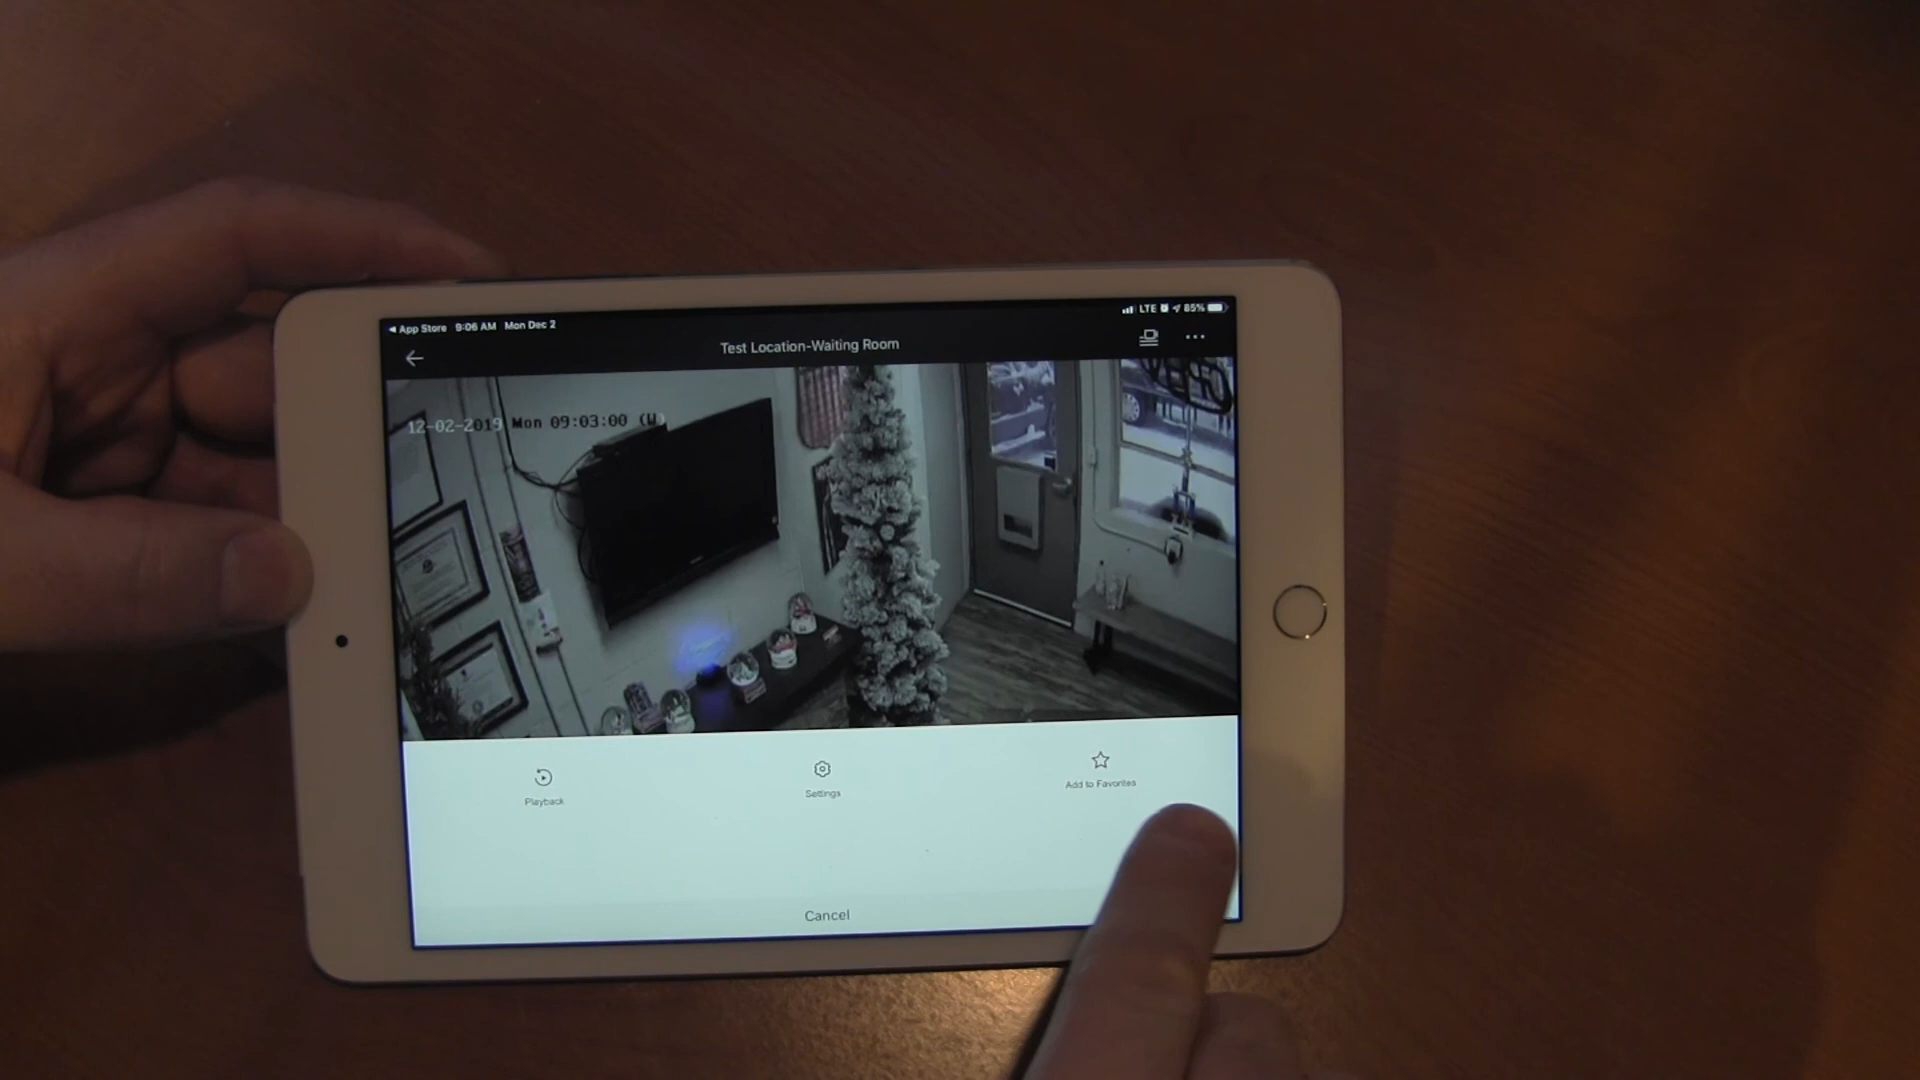 App Store 9:06 AM Mon Dec 2
LTE 85%
Test Location-Waiting Room
12-02-2019 Mon 09:03:00 (W)
Playback
Settings
Add to Favorites
Cancel